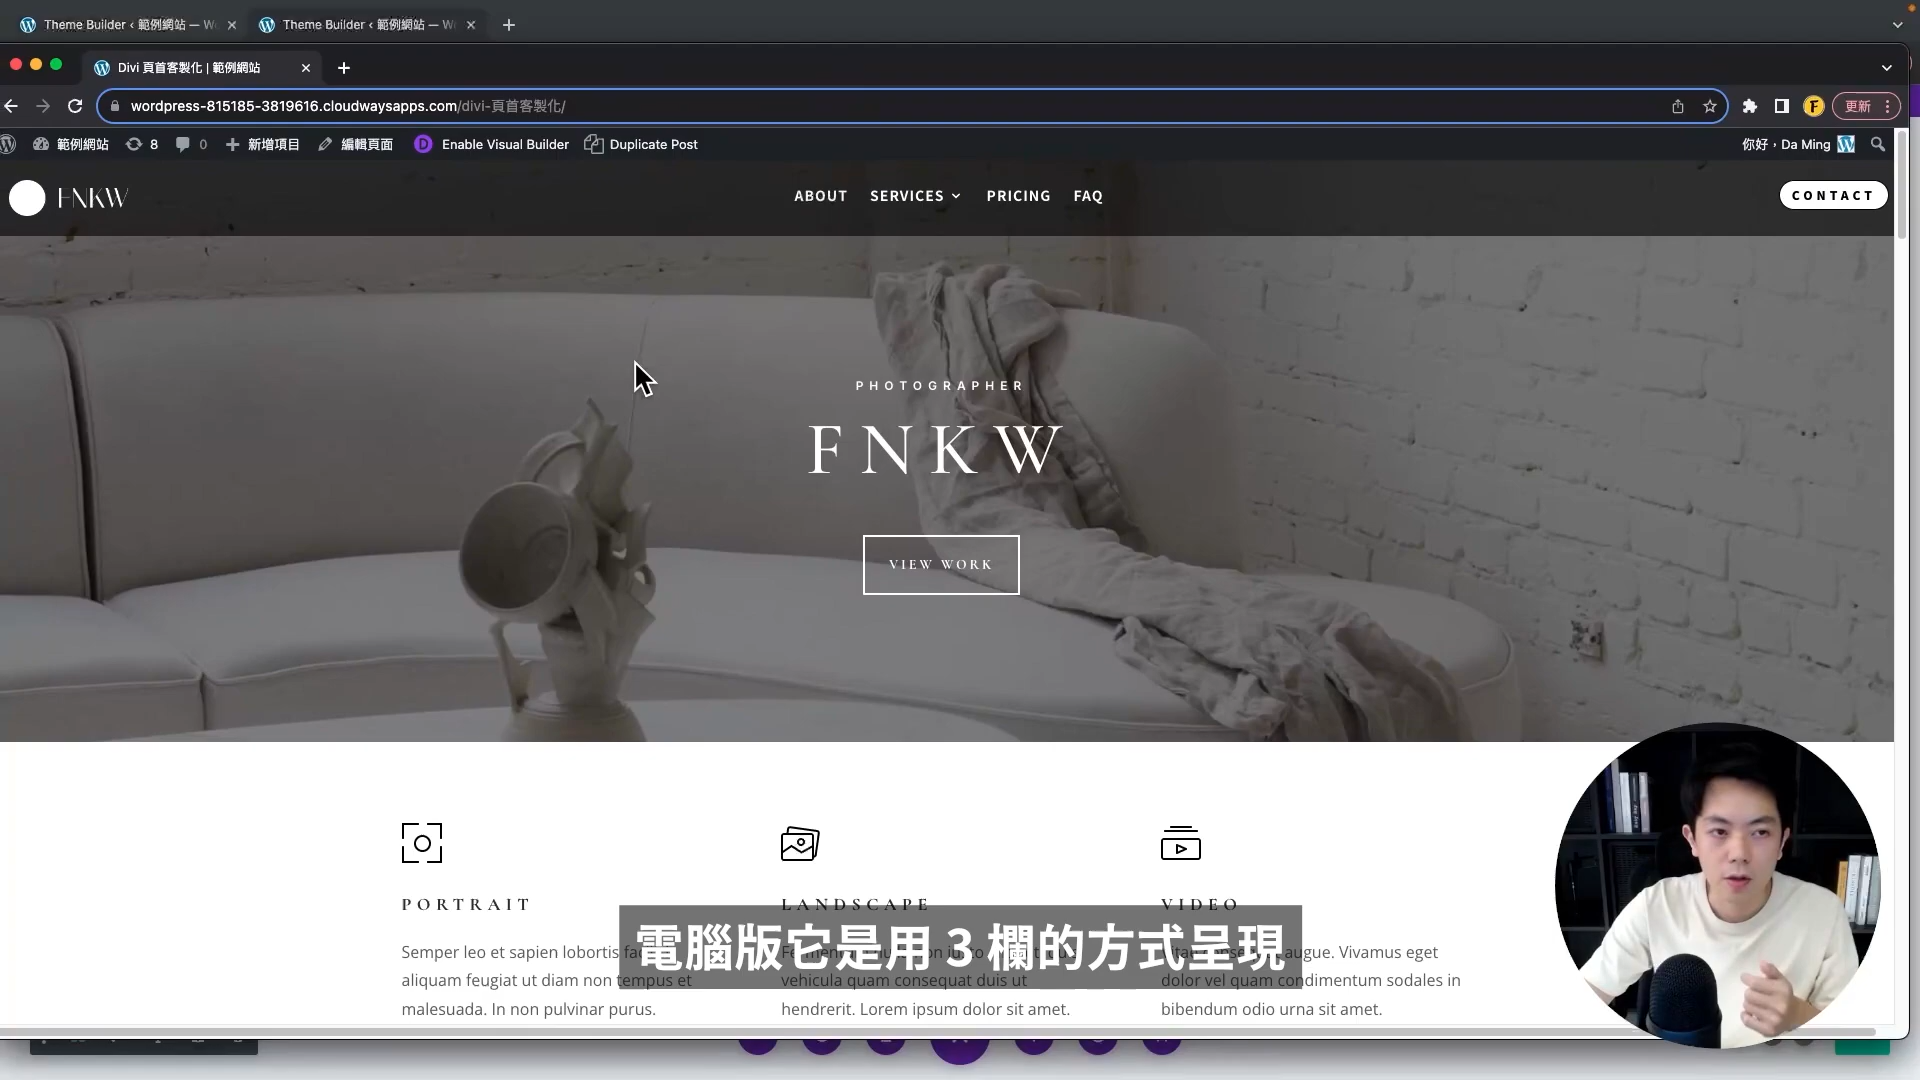 Theme Builder ‹ 範例網站 — W
Theme Builder ‹ 範例網站 — W
Divi 頁首客製化 | 範例網站
wordpress-815185-3819616.cloudwaysapps.com/divi-頁首客製化/
更新
範例網站 8 0 新增項目 編輯頁面 Enable Visual Builder Duplicate Post
你好，Da Ming
FNKW
ABOUT SERVICES PRICING FAQ
CONTACT
PHOTOGRAPHER
FNKW
VIEW WORK
PORTRAIT
LANDSCAPE
VIDEO
Semper leo et sapien lobortis
aliquam feugiat ut diam non tempus et
malesuada. In non pulvinar purus.
vehicula quam consequat duis ut
hendrerit. Lorem ipsum dolor sit amet.
augue. Vivamus eget
dolor vel quam condimentum sodales in
bibendum odio urna sit amet.
電腦版它是用 3 欄的方式呈現